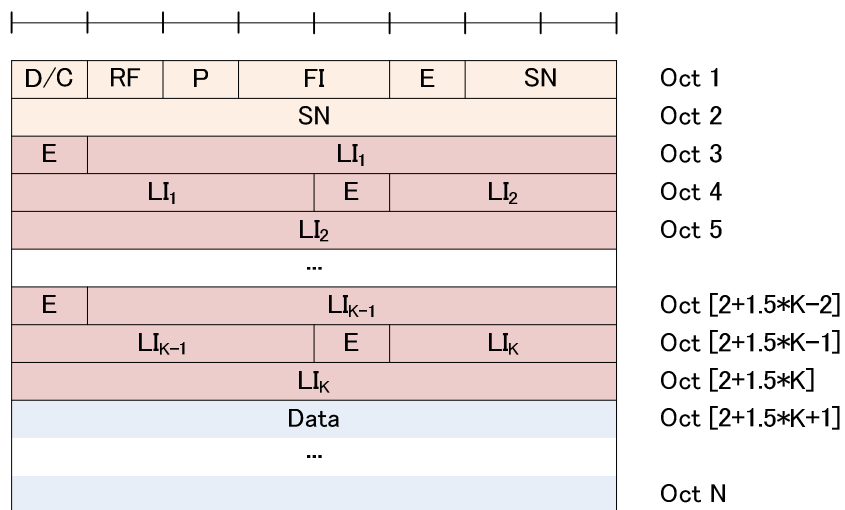 D/C RF P FI E SN Oct 1
SN Oct 2
E LI₁ Oct 3
LI₁ E LI₂ Oct 4
LI₂ Oct 5
...
E LIₖ₋₁ Oct [2+1.5*K-2]
LIₖ₋₁ E LIₖ Oct [2+1.5*K-1]
LIₖ Oct [2+1.5*K]
Data Oct [2+1.5*K+1]
...
Oct N